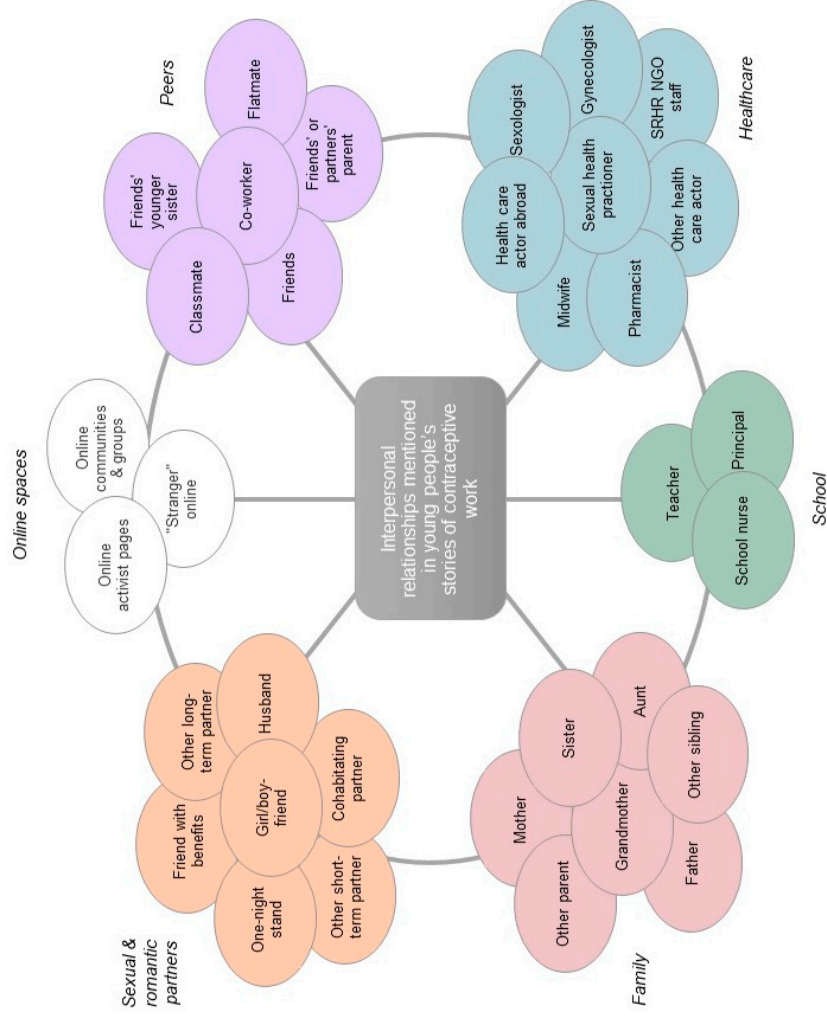 Online spaces
Online
activist pages
Online
communities
& groups
"Stranger"
online
Sexual &
romantic
partners
Friend with
benefits
Other long-
term partner
One-night
stand
Girl/boy-
friend
Husband
Other short-
term partner
Cohabitating
partner
Peers
Friends'
younger
sister
Classmate
Co-worker
Flatmate
Friends
Friends' or
partners'
parent
Interpersonal
relationships mentioned
in young people's
stories of contraceptive
work
Family
Mother
Sister
Other parent
Grandmother
Aunt
Father
Other sibling
School
Teacher
School nurse
Principal
Healthcare
Health care
actor abroad
Sexologist
Midwife
Sexual health
practioner
Gynecologist
Pharmacist
Other health
care actor
SRHR NGO
staff